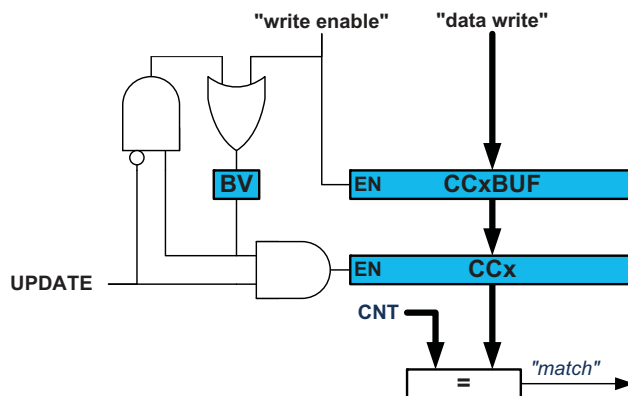 "write enable" "data write"
BV
EN CCxBUF
EN CCx
UPDATE
CNT
= "match"